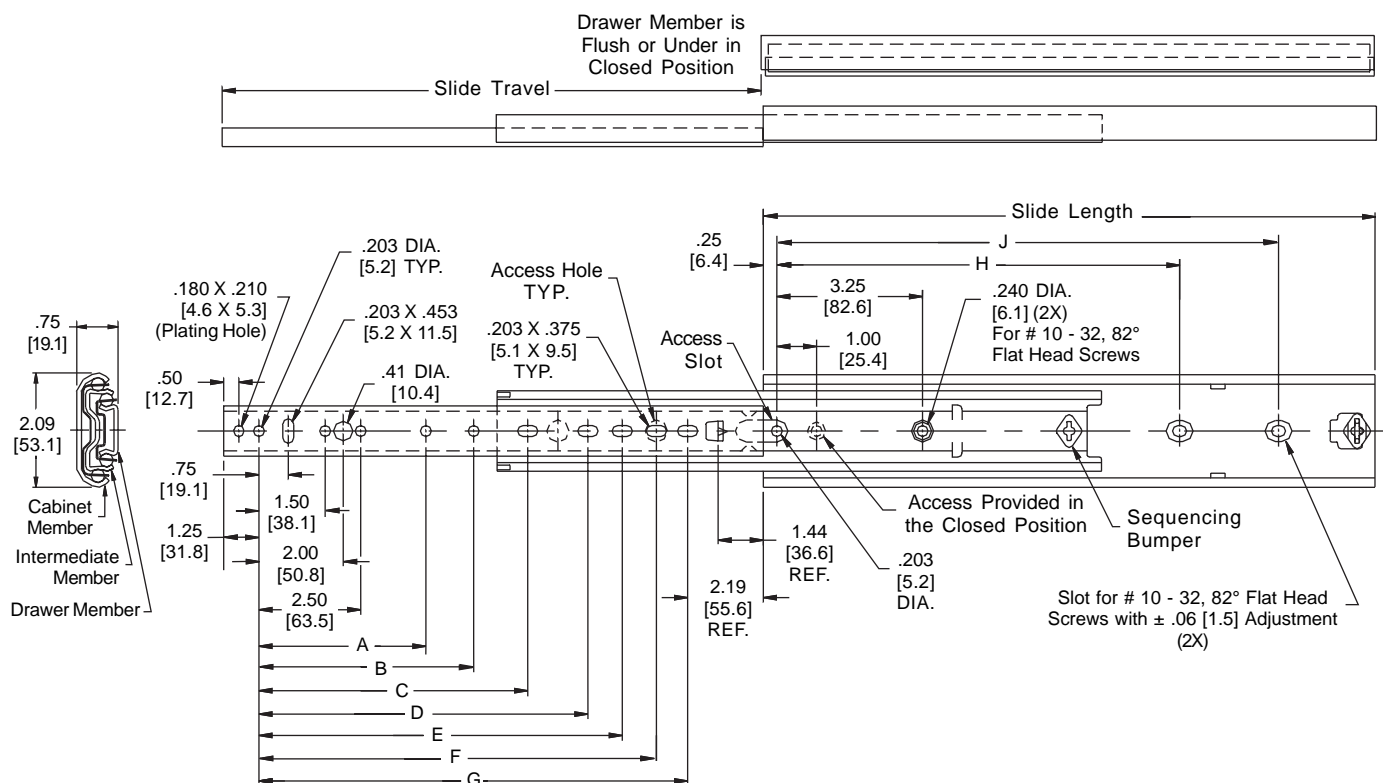 Drawer Member is
Flush or Under in
Closed Position
Slide Travel
Slide Length
J
H
.25
[6.4]
3.25
[82.6]
1.00
[25.4]
.240 DIA.
[6.1] (2X)
For # 10 - 32, 82°
Flat Head Screws
.203 DIA.
[5.2] TYP.
Access Hole
TYP.
.180 X .210
[4.6 X 5.3]
(Plating Hole)
.203 X .453
[5.2 X 11.5]
.203 X .375
[5.1 X 9.5]
TYP.
Access
Slot
.75
[19.1]
.50
[12.7]
.41 DIA.
[10.4]
2.09
[53.1]
Cabinet
Member
Intermediate
Member
Drawer Member
.75
[19.1]
1.25
[31.8]
1.50
[38.1]
2.00
[50.8]
2.50
[63.5]
1.44
[36.6]
REF.
2.19
[55.6]
REF.
.203
[5.2]
DIA.
Access Provided in
the Closed Position
Sequencing
Bumper
Slot for # 10 - 32, 82° Flat Head
Screws with ± .06 [1.5] Adjustment
(2X)
A
B
C
D
E
F
G